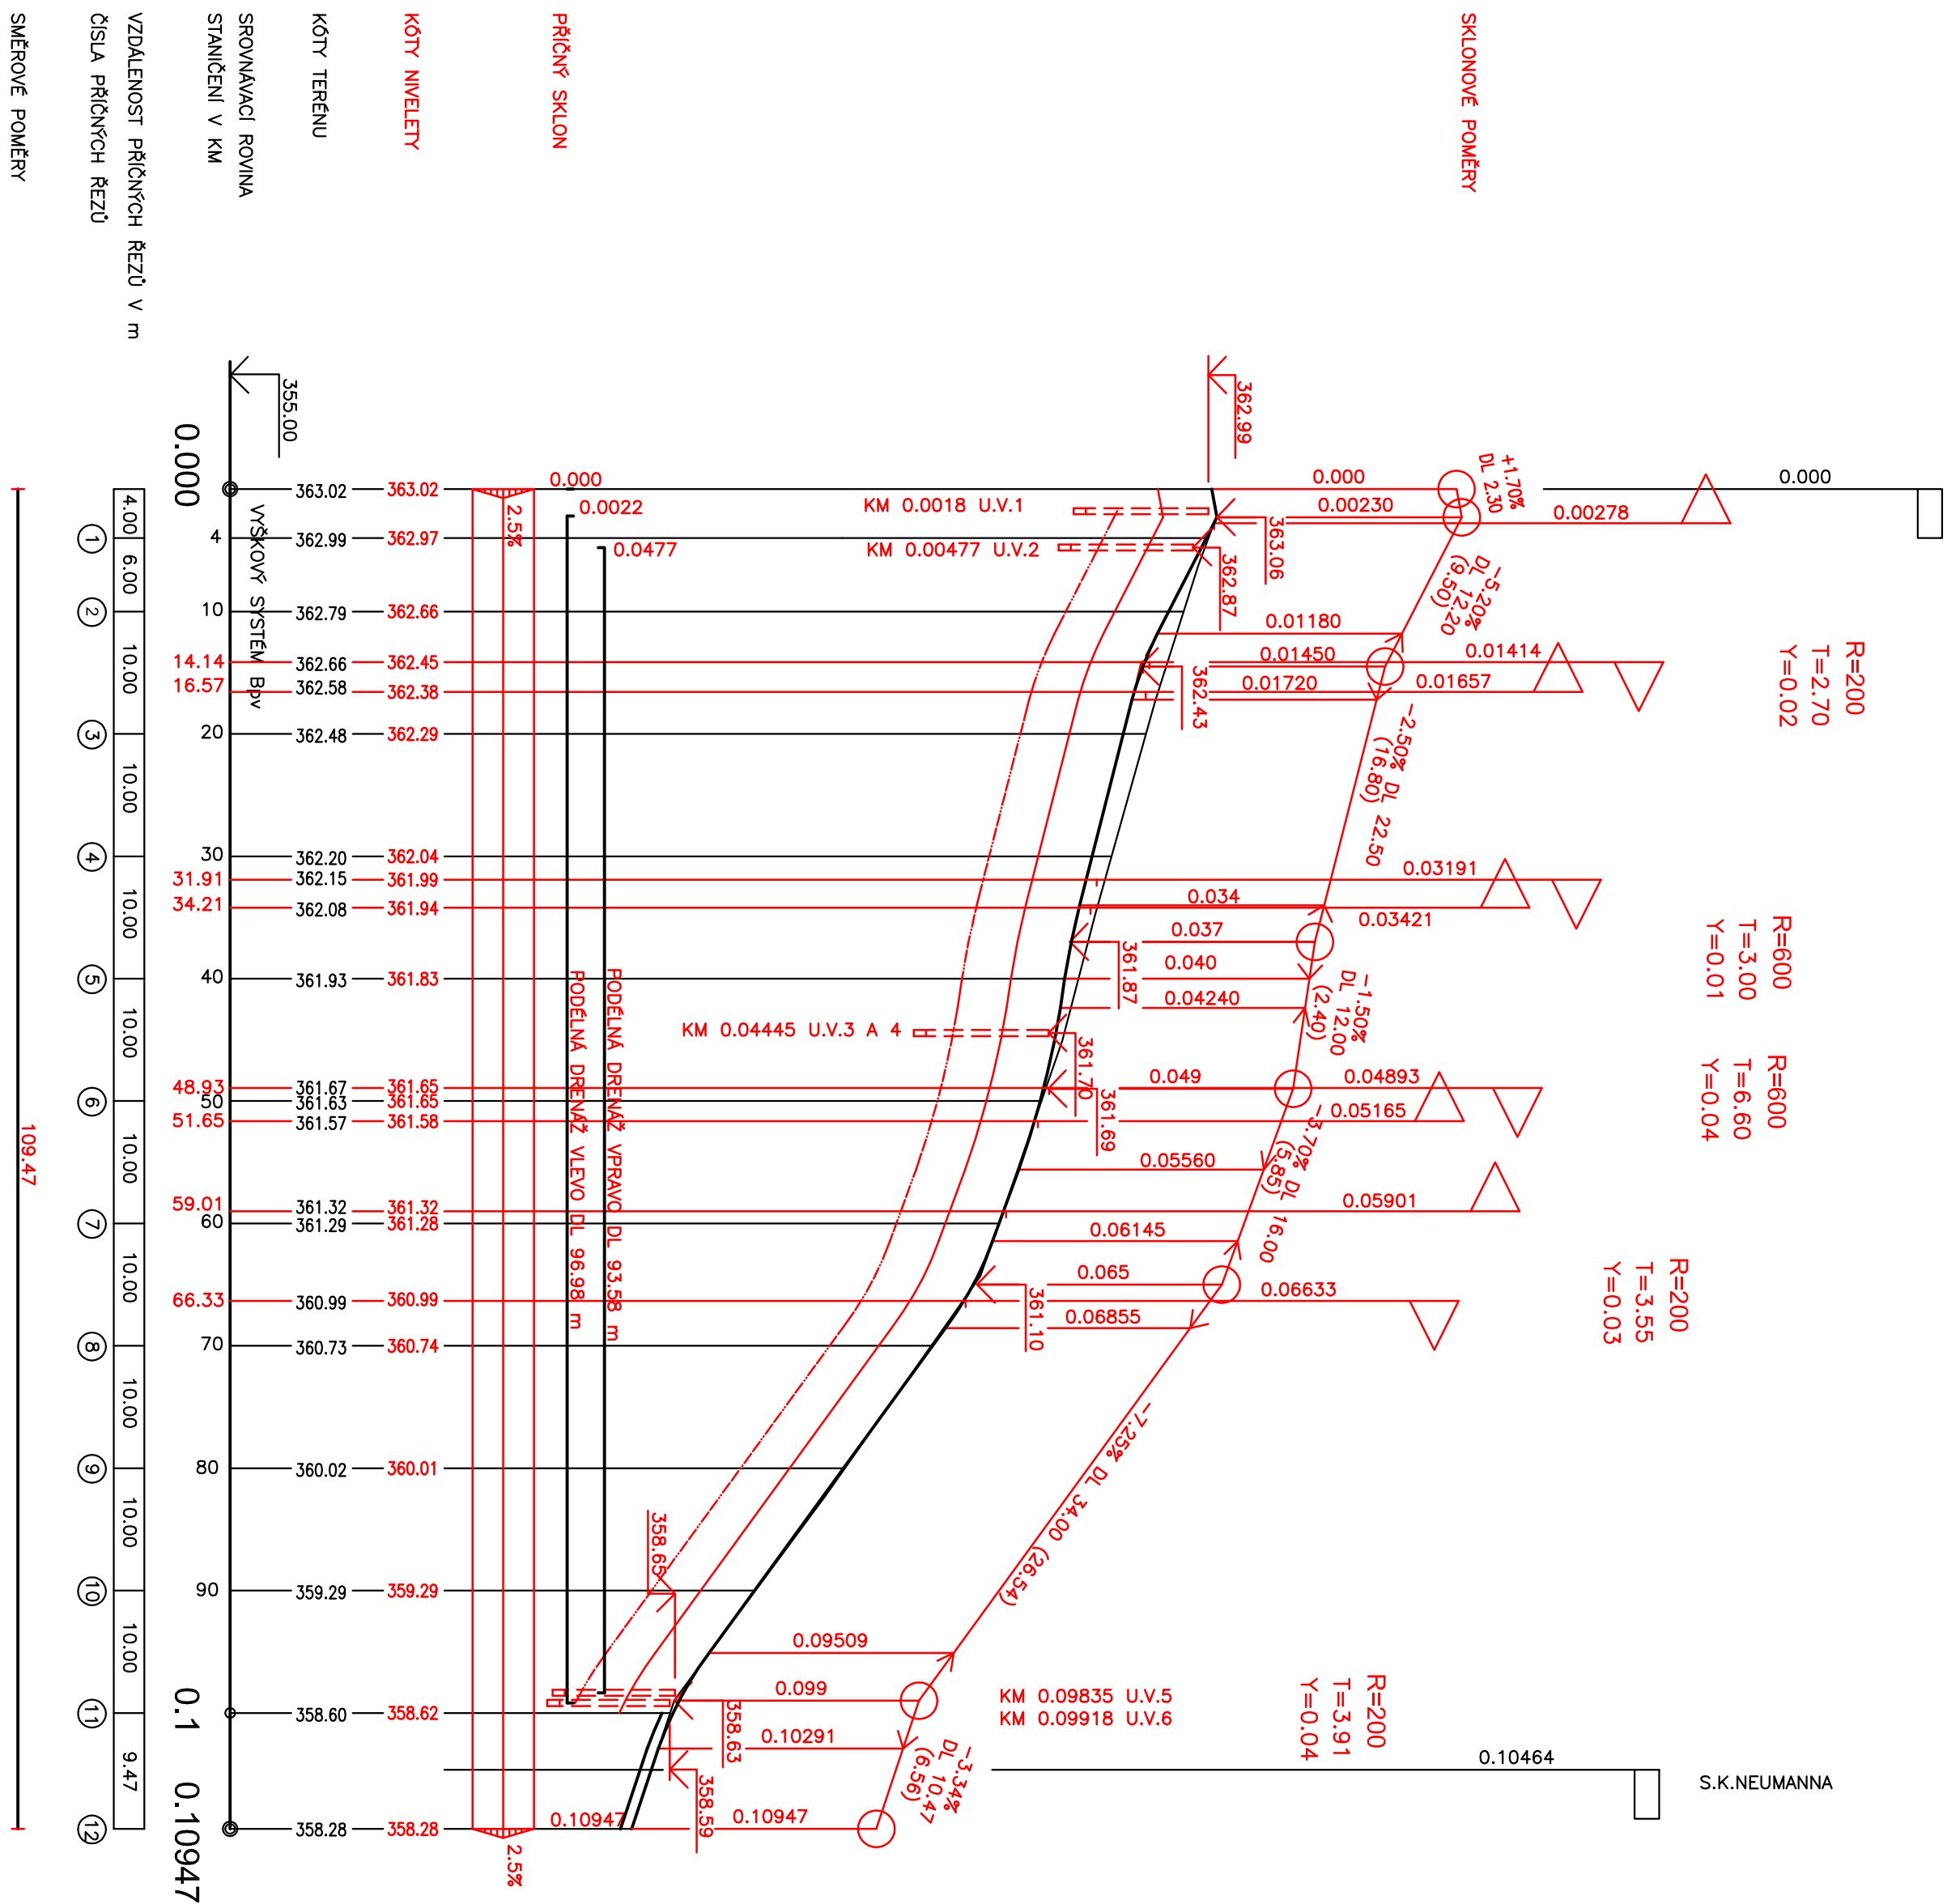 SKLONOVÉ POMĚRY
PŘÍČNÝ SKLON
KÓTY NIVELETY
KÓTY TERÉNU
SROVNÁVACÍ ROVINA
STANIČENÍ V KM
VZDÁLENOST PŘÍČNÝCH ŘEZŮ V m
ČÍSLA PŘÍČNÝCH ŘEZŮ
SMĚROVÉ POMĚRY
0.000
0.10464
S.K.NEUMANNA
R=200
T=2.70
Y=0.02
R=600
T=3.00
Y=0.01
R=600
T=6.60
Y=0.04
R=200
T=3.55
Y=0.03
R=200
T=3.91
Y=0.04
0.00278
0.01414
0.01657
0.03191
0.03421
0.04893
0.05165
0.05901
0.06633
+1.70%
DL 2.30
-5.20%
DL 12.20
(9.50)
-2.50% DL 22.50
(16.80)
-1.50%
DL 12.00
(2.40)
-3.70% DL 16.00
(5.85)
-7.25% DL 34.00 (26.54)
-3.34%
DL 10.47
(6.56)
0.000
0.00230
0.01180
0.01450
0.01720
0.034
0.037
0.040
0.04240
0.049
0.05560
0.06145
0.065
0.06855
0.09509
0.099
0.10291
0.10947
362.99
363.06
362.87
362.43
361.87
361.70
361.69
361.10
358.65
358.63
358.59
KM 0.0018 U.V.1
KM 0.00477 U.V.2
KM 0.04445 U.V.3 A 4
KM 0.09835 U.V.5
KM 0.09918 U.V.6
0.000
0.0022
0.0477
0.10947
PODÉLNÁ DRENÁŽ VPRAVO DL 93.58 m
PODÉLNÁ DRENÁŽ VLEVO DL 96.98 m
2.5%
2.5%
363.02 362.97 362.66 362.45 362.38 362.29 362.04 361.99 361.94 361.83 361.65 361.65 361.58 361.32 361.28 360.99 360.74 360.01 359.29 358.62 358.28
363.02 362.99 362.79 362.66 362.58 362.48 362.20 362.15 362.08 361.93 361.67 361.63 361.57 361.32 361.29 360.99 360.73 360.02 359.29 358.60 358.28
355.00
VÝŠKOVÝ SYSTÉM Bpv
0.000 4 10 14.14 16.57 20 30 31.91 34.21 40 48.93 50 51.65 59.01 60 66.33 70 80 90 0.1 0.10947
4.00 6.00 10.00 10.00 10.00 10.00 10.00 10.00 10.00 10.00 10.00 9.47
1 2 3 4 5 6 7 8 9 10 11 12
109.47